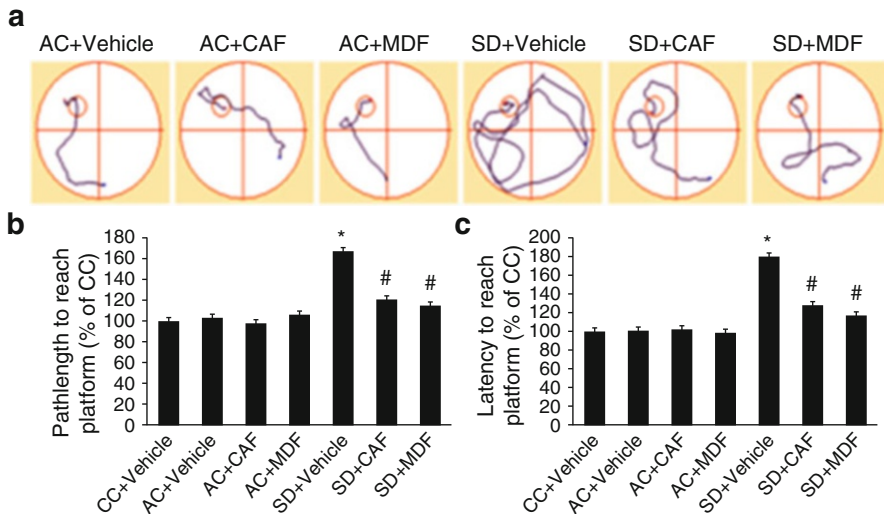 a
AC+Vehicle AC+CAF AC+MDF SD+Vehicle SD+CAF SD+MDF
b
Pathlength to reach
platform (% of CC)
180
160
140
120
100
80
60
40
20
0
* # #
CC+Vehicle
AC+Vehicle
AC+CAF
AC+MDF
SD+Vehicle
SD+CAF
SD+MDF
c
Latency to reach
platform (% of CC)
200
180
160
140
120
100
80
60
40
20
0
* # #
CC+Vehicle
AC+Vehicle
AC+CAF
AC+MDF
SD+Vehicle
SD+CAF
SD+MDF